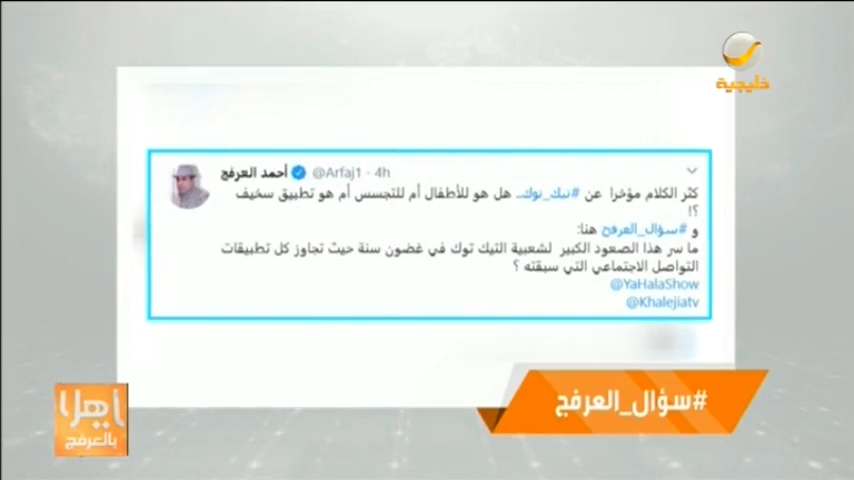 خليجية
أحمد العرفج @Arfaj1 · 4h
كثر الكلام مؤخرا عن #تيك_توك.. هل هو للأطفال أم للتجسس أم هو تطبيق سخيف
؟!
و #سؤال_العرفج هنا:
ما سر هذا الصعود الكبير لشعبية التيك توك في غضون سنة حيث تجاوز كل تطبيقات
التواصل الاجتماعي التي سبقته ؟
@YaHalaShow
@Khalejiatv
#سؤال_العرفج
ياهلا
بالعرفج